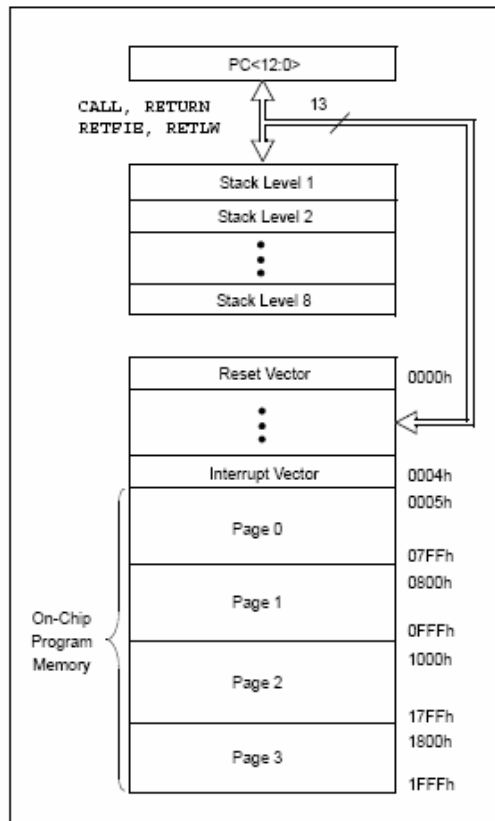 PC<12:0>
CALL, RETURN
RETFIE, RETLW
13
Stack Level 1
Stack Level 2
Stack Level 8
Reset Vector
0000h
Interrupt Vector
0004h
0005h
Page 0
07FFh
0800h
Page 1
0FFFh
On-Chip
Program
Memory
1000h
Page 2
17FFh
1800h
Page 3
1FFFh